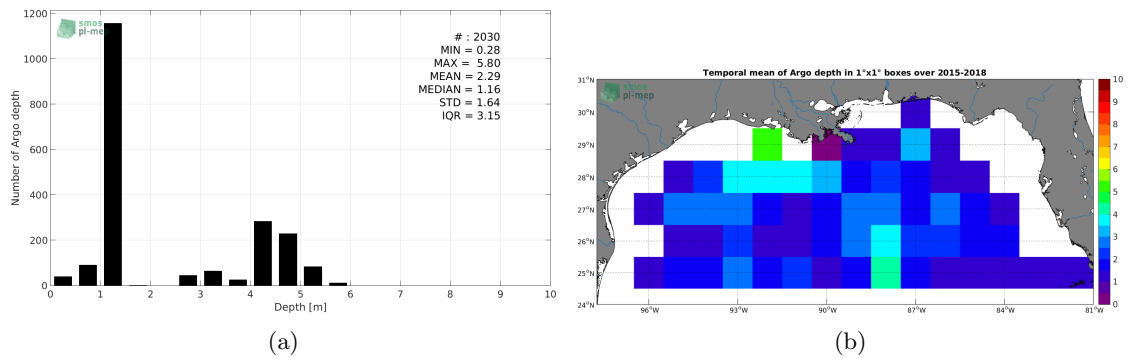 smos
pi-mep
# : 2030
MIN = 0.28
MAX = 5.80
MEAN = 2.29
MEDIAN = 1.16
STD = 1.64
IQR = 3.15
Number of Argo depth
1200
1000
800
600
400
200
0
0 1 2 3 4 5 6 7 8 9 10
Depth [m]
(a)
Temporal mean of Argo depth in 1°x1° boxes over 2015-2018
smos
pi-mep
31°N
30°N
29°N
28°N
27°N
26°N
25°N
24°N
96°W 93°W 90°W 87°W 84°W 81°W
10
9
8
7
6
5
4
3
2
1
0
(b)